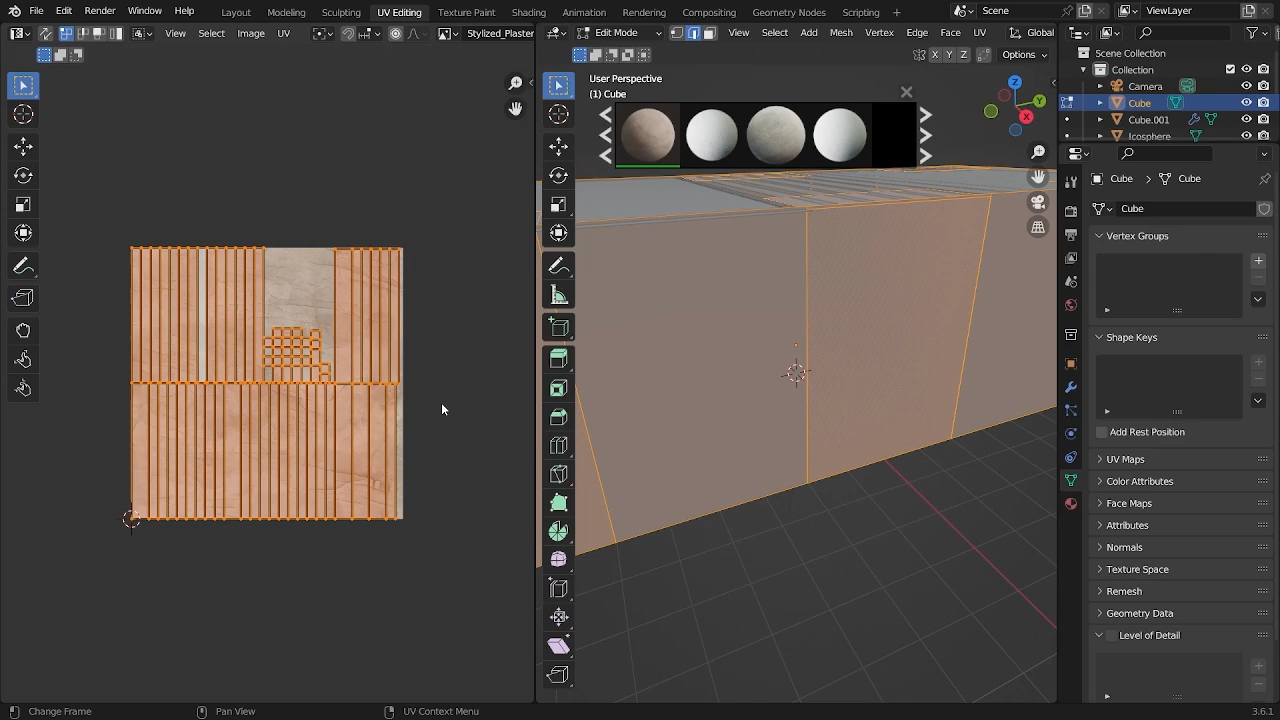 File Edit Render Window Help Layout Modeling Sculpting UV Editing Texture Paint Shading Animation Rendering Compositing Geometry Nodes Scripting + Scene ViewLayer
View Select Image UV Stylized_Plaster Edit Mode View Select Add Mesh Vertex Edge Face UV Global
X Y Z Options
Scene Collection
Collection
User Perspective
(1) Cube
Camera
Cube
Cube.001
Icosphere
Z
Y
X
Cube > Cube
Cube
Vertex Groups
Shape Keys
Add Rest Position
UV Maps
Color Attributes
Face Maps
Attributes
Normals
Texture Space
Remesh
Geometry Data
Level of Detail
Change Frame Pan View UV Context Menu 3.6.1